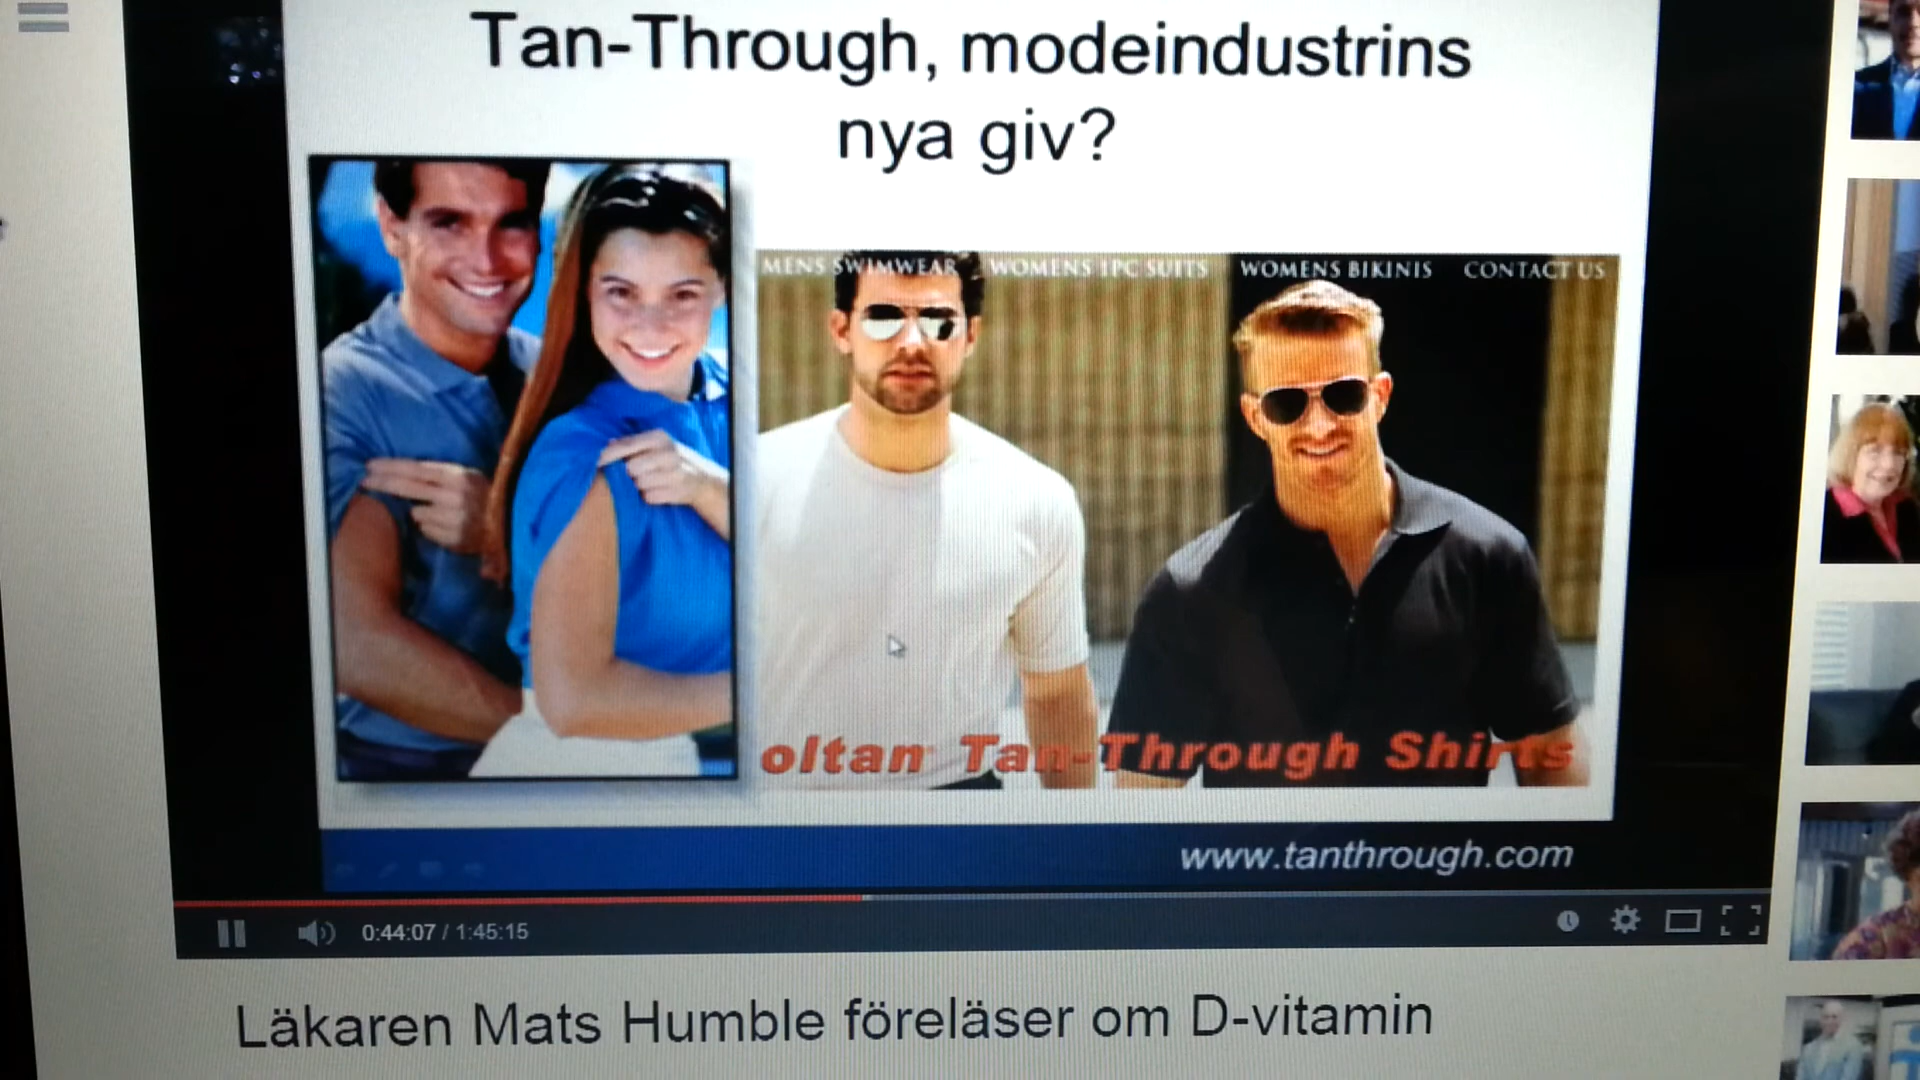 Tan-Through, modeindustrins
nya giv?
MENS SWIMWEAR WOMENS 1PC SUITS WOMENS BIKINIS CONTACT US
oltan Tan-Through Shirts
www.tanthrough.com
0:44:07 / 1:45:15
Läkaren Mats Humble föreläser om D-vitamin